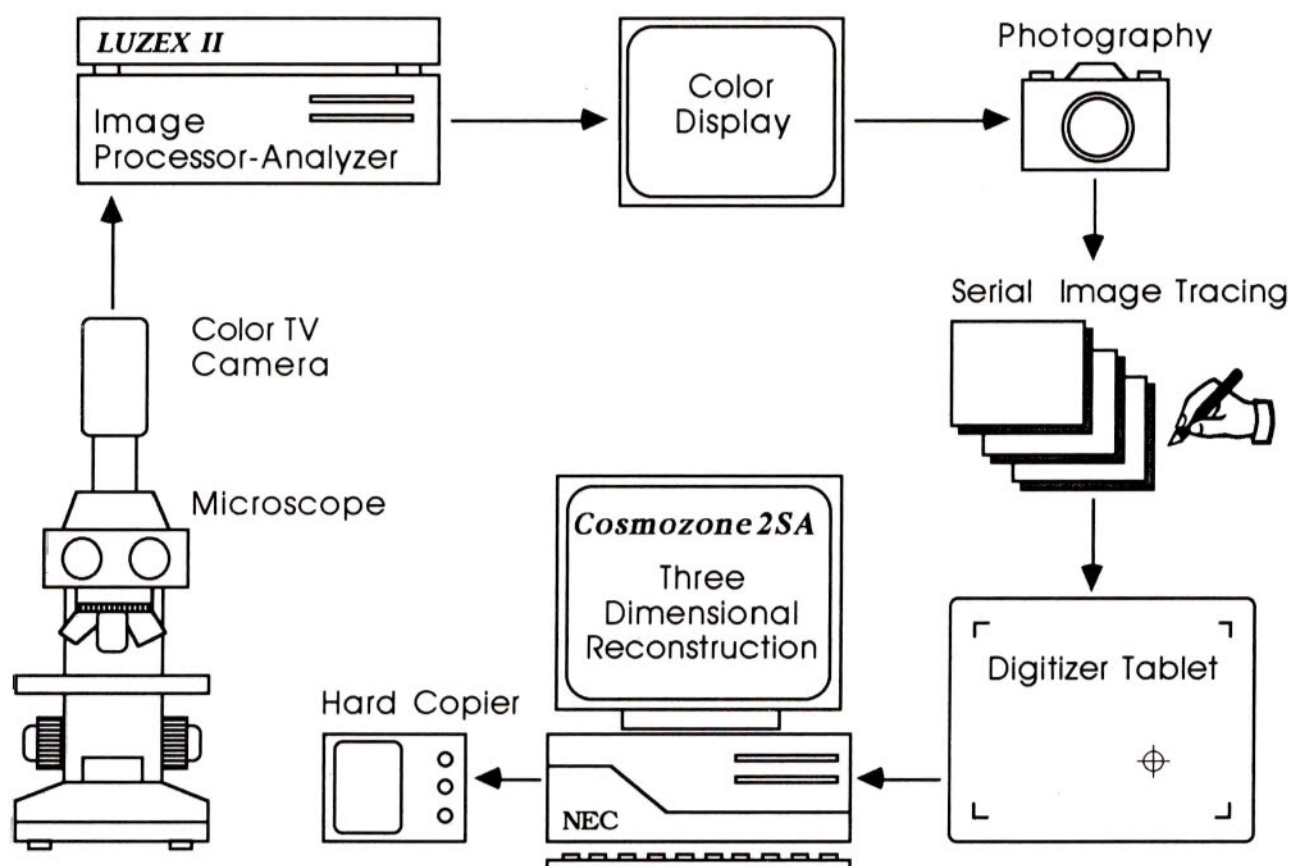 LUZEX II
Image
Processor-Analyzer
Color
Display
Photography
Color TV
Camera
Microscope
Serial Image Tracing
Cosmozone 2SA
Three
Dimensional
Reconstruction
Digitizer Tablet
Hard Copier
NEC